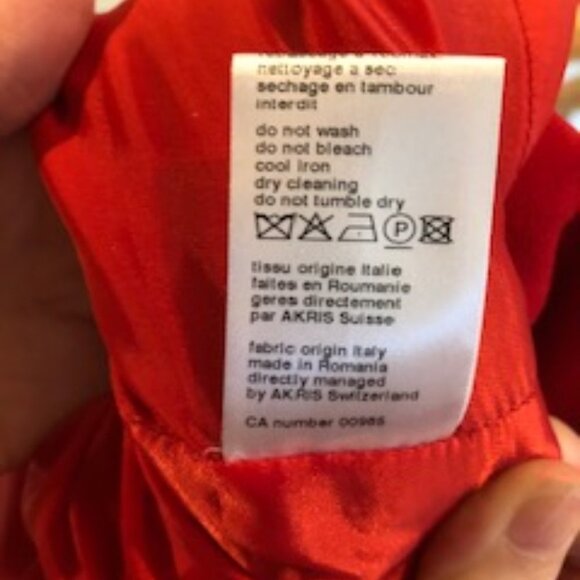 nettoyage a sec
sechage en tambour
interdit
do not wash
do not bleach
cool iron
dry cleaning
do not tumble dry
P
tissu origine Italie
faites en Roumanie
geres directement
par AKRIS Suisse
fabric origin Italy
made in Romania
directly managed
by AKRIS Switzerland
CA number 00985